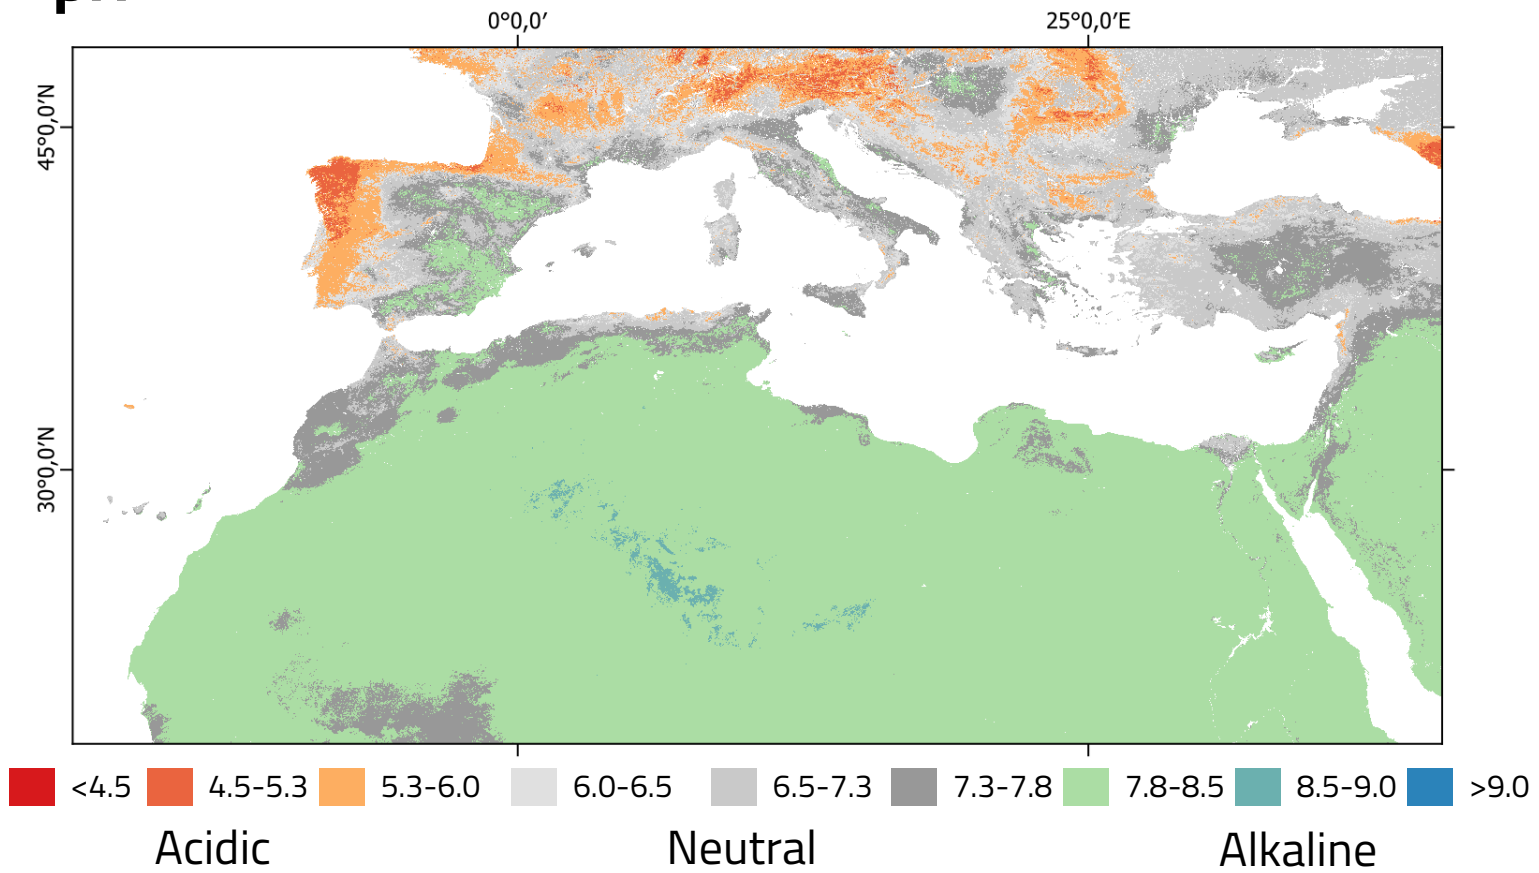 0°0,0′ 25°0,0′E
45°0,0′N
30°0,0′N
<4.5 4.5-5.3 5.3-6.0 6.0-6.5 6.5-7.3 7.3-7.8 7.8-8.5 8.5-9.0 >9.0
Acidic Neutral Alkaline